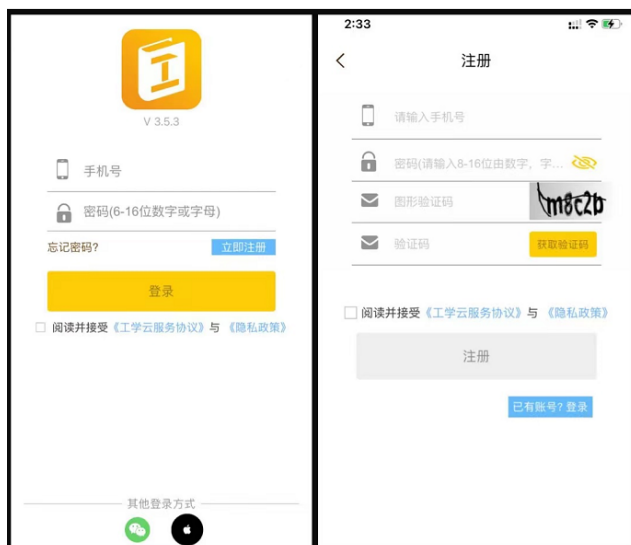 V 3.5.3
手机号
密码(6-16位数字或字母)
忘记密码?
立即注册
登录
阅读并接受《工学云服务协议》与 《隐私政策》
其他登录方式
2:33
注册
请输入手机号
密码(请输入8-16位由数字，字...
图形验证码
m8c2b
验证码
获取验证码
阅读并接受《工学云服务协议》与 《隐私政策》
注册
已有账号? 登录